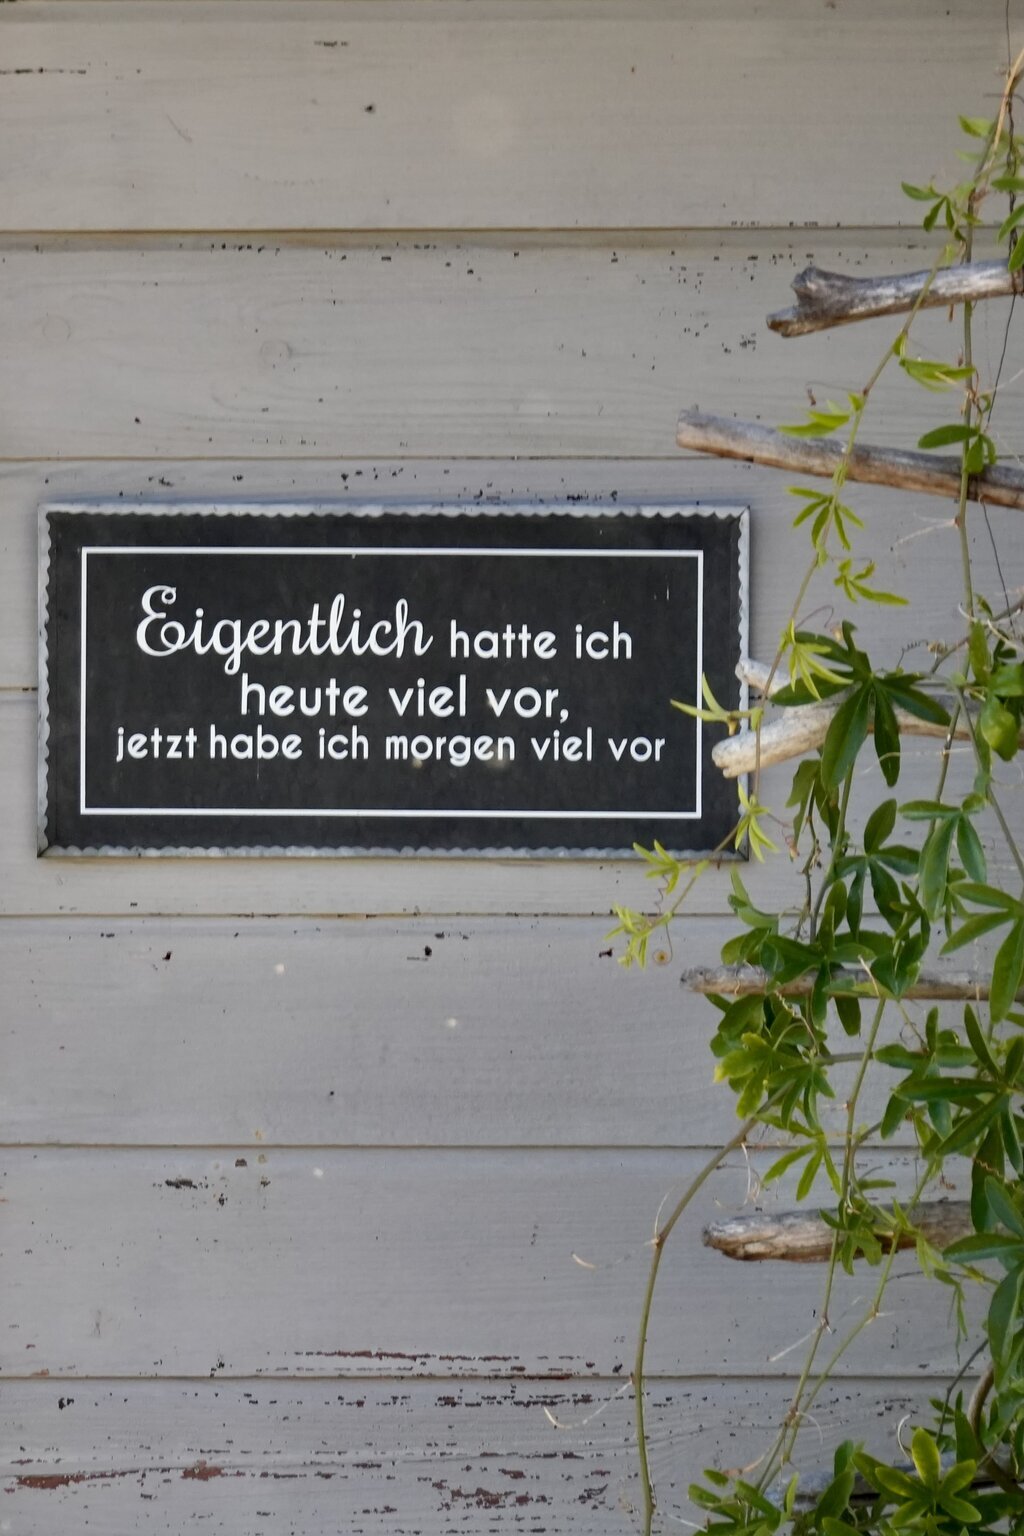 Eigentlich hatte ich
heute viel vor,
jetzt habe ich morgen viel vor